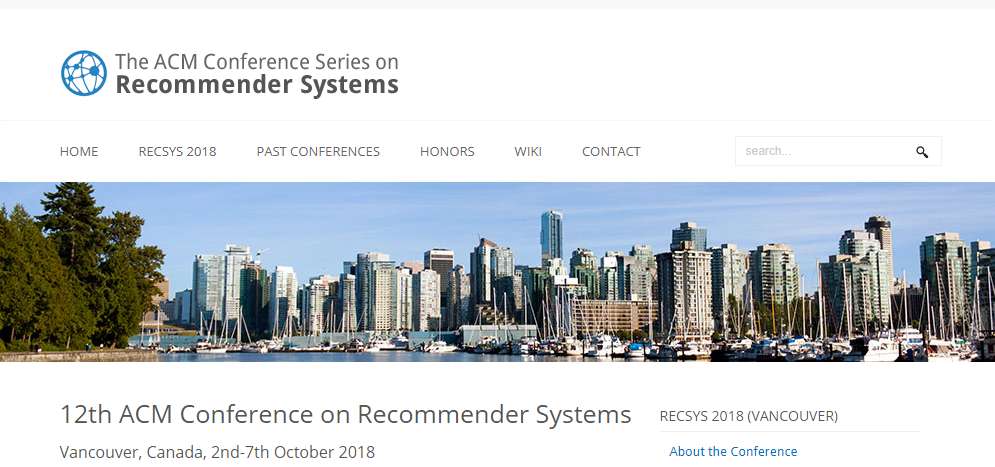 The ACM Conference Series on
Recommender Systems
HOME RECSYS 2018 PAST CONFERENCES HONORS WIKI CONTACT
search...
12th ACM Conference on Recommender Systems
Vancouver, Canada, 2nd-7th October 2018
RECSYS 2018 (VANCOUVER)
About the Conference